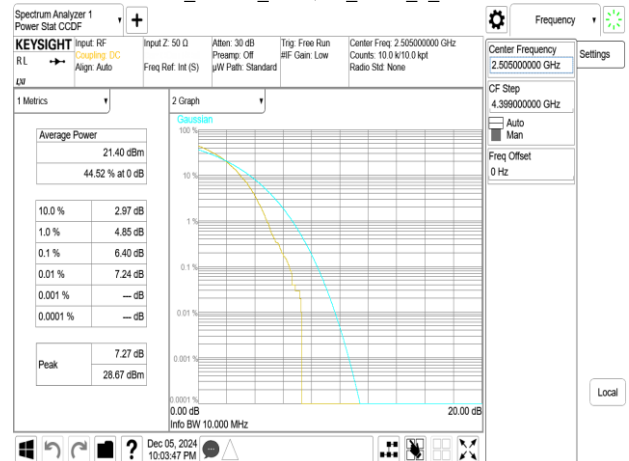 Spectrum Analyzer 1
Power Stat CCDF
Frequency
KEYSIGHT
RL
LXI
Input: RF
Coupling: DC
Align: Auto
Input Z: 50 Ω
Freq Ref: Int (S)
Atten: 30 dB
Preamp: Off
µW Path: Standard
Trig: Free Run
#IF Gain: Low
Center Freq: 2.505000000 GHz
Counts: 10.0 k/10.0 kpt
Radio Std: None
Center Frequency
2.505000000 GHz
Settings
CF Step
4.399000000 GHz
Auto
Man
Freq Offset
0 Hz
1 Metrics
Average Power
21.40 dBm
44.52 % at 0 dB
10.0 % 2.97 dB
1.0 % 4.85 dB
0.1 % 6.40 dB
0.01 % 7.24 dB
0.001 % --- dB
0.0001 % --- dB
Peak
7.27 dB
28.67 dBm
2 Graph
Gaussian
100 %
10 %
1 %
0.1 %
0.01 %
0.001 %
0.0001 %
0.00 dB 20.00 dB
Info BW 10.000 MHz
Local
Dec 05, 2024
10:03:47 PM